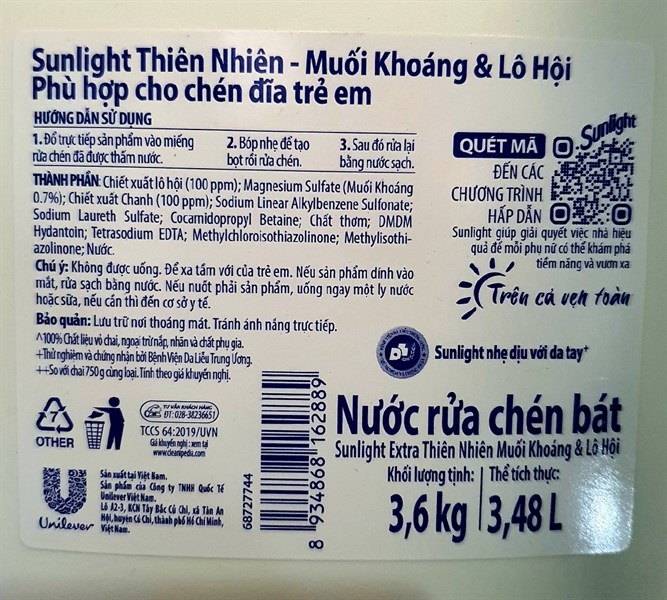 Sunlight Thiên Nhiên - Muối Khoáng & Lô Hội
Phù hợp cho chén đĩa trẻ em
HƯỚNG DẪN SỬ DỤNG
1. Đổ trực tiếp sản phẩm vào miếng
rửa chén đã được thấm nước.
2. Bóp nhẹ để tạo
bọt rồi rửa chén.
3. Sau đó rửa lại
bằng nước sạch.
THÀNH PHẦN: Chiết xuất lô hội (100 ppm); Magnesium Sulfate (Muối Khoáng
0.7%); Chiết xuất Chanh (100 ppm); Sodium Linear Alkylbenzene Sulfonate;
Sodium Laureth Sulfate; Cocamidopropyl Betaine; Chất thơm; DMDM
Hydantoin; Tetrasodium EDTA; Methylchloroisothiazolinone; Methylisothi-
azolinone; Nước.
Chú ý: Không được uống. Để xa tầm với của trẻ em. Nếu sản phẩm dính vào
mắt, rửa sạch bằng nước. Nếu nuốt phải sản phẩm, uống ngay một ly nước
hoặc sữa, nếu cần thì đến cơ sở y tế.
Bảo quản: Lưu trữ nơi thoáng mát. Tránh ánh nắng trực tiếp.
^100% Chất liệu vỏ chai, ngoại trừ nắp, nhãn và chất phụ gia.
+Thử nghiệm và chứng nhận bởi Bệnh Viện Da Liễu Trung Ương.
++So với chai 750g cùng loại. Tính theo giá khuyến nghị.
QUÉT MÃ
ĐẾN CÁC
CHƯƠNG TRÌNH
HẤP DẪN
Sunlight
Sunlight giúp giải quyết việc nhà hiệu
quả để mỗi phụ nữ có thể khám phá
tiềm năng và vươn xa
Trên cả vẹn toàn
Sunlight nhẹ dịu với da tay+
7
OTHER
TƯ VẤN KHÁCH HÀNG
ĐT: 028-38236651
TCCS 64:2019/UVN
Giá khuyến nghị: xem tại
www.cleanipedia.com
Unilever
Sản xuất tại Việt Nam.
Sản phẩm của Công ty TNHH Quốc Tế
Unilever Việt Nam.
Lô A2-3, KCN Tây Bắc Củ Chi, xã Tân An
Hội, huyện Củ Chi, thành phố Hồ Chí Minh,
Việt Nam.
68727744
8 934868 162889
Nước rửa chén bát
Sunlight Extra Thiên Nhiên Muối Khoáng & Lô Hội
Khối lượng tịnh:
3,6 kg
Thể tích thực:
3,48 L